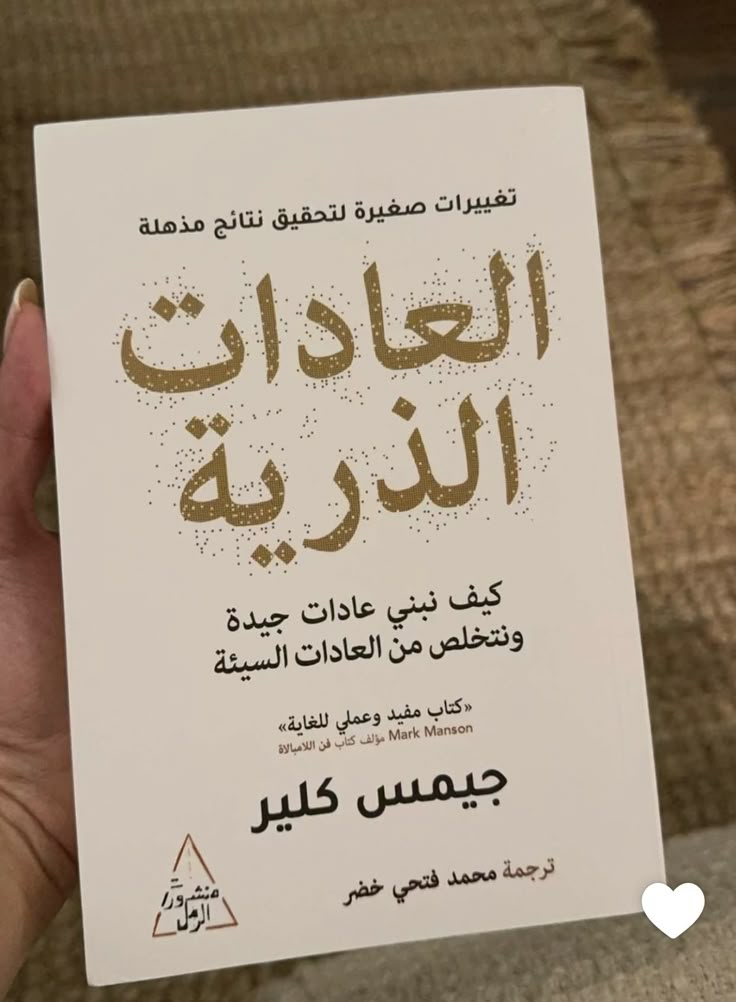 تغييرات صغيرة لتحقيق نتائج مذهلة
العادات
الذرية
كيف نبني عادات جيدة
ونتخلص من العادات السيئة
«كتاب مفيد وعملي للغاية»
Mark Manson مؤلف كتاب فن اللامبالاة
جيمس كلير
ترجمة محمد فتحي خضر
منشورات
الرمل